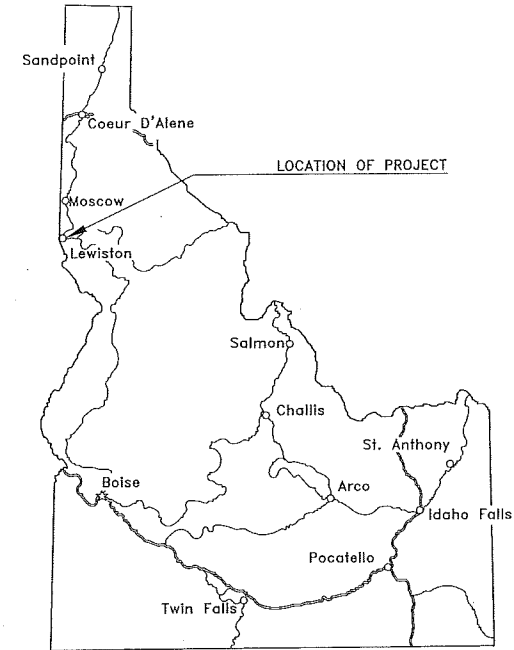 Sandpoint
Coeur D'Alene
LOCATION OF PROJECT
Moscow
Lewiston
Salmon
Challis
St. Anthony
Boise
Arco
Idaho Falls
Pocatello
Twin Falls